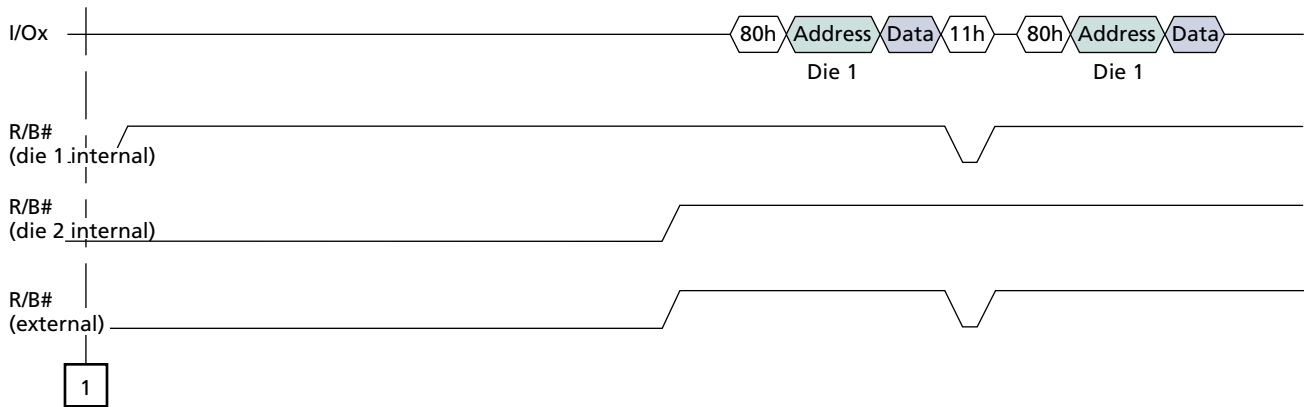 I/Ox 80h Address Data 11h 80h Address Data
Die 1 Die 1
R/B#
(die 1 internal)
R/B#
(die 2 internal)
R/B#
(external)
1